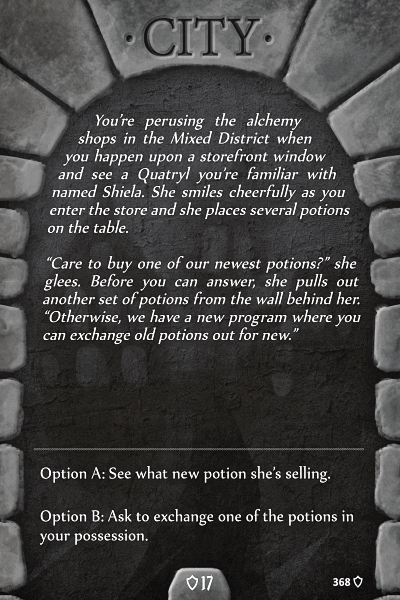 · CITY ·
You're perusing the alchemy
shops in the Mixed District when
you happen upon a storefront window
and see a Quatryl you're familiar with
named Shiela. She smiles cheerfully as you
enter the store and she places several potions
on the table.
“Care to buy one of our newest potions?” she
glees. Before you can answer, she pulls out
another set of potions from the wall behind her.
“Otherwise, we have a new program where you
can exchange old potions out for new.”
Option A: See what new potion she's selling.
Option B: Ask to exchange one of the potions in
your possession.
17
368